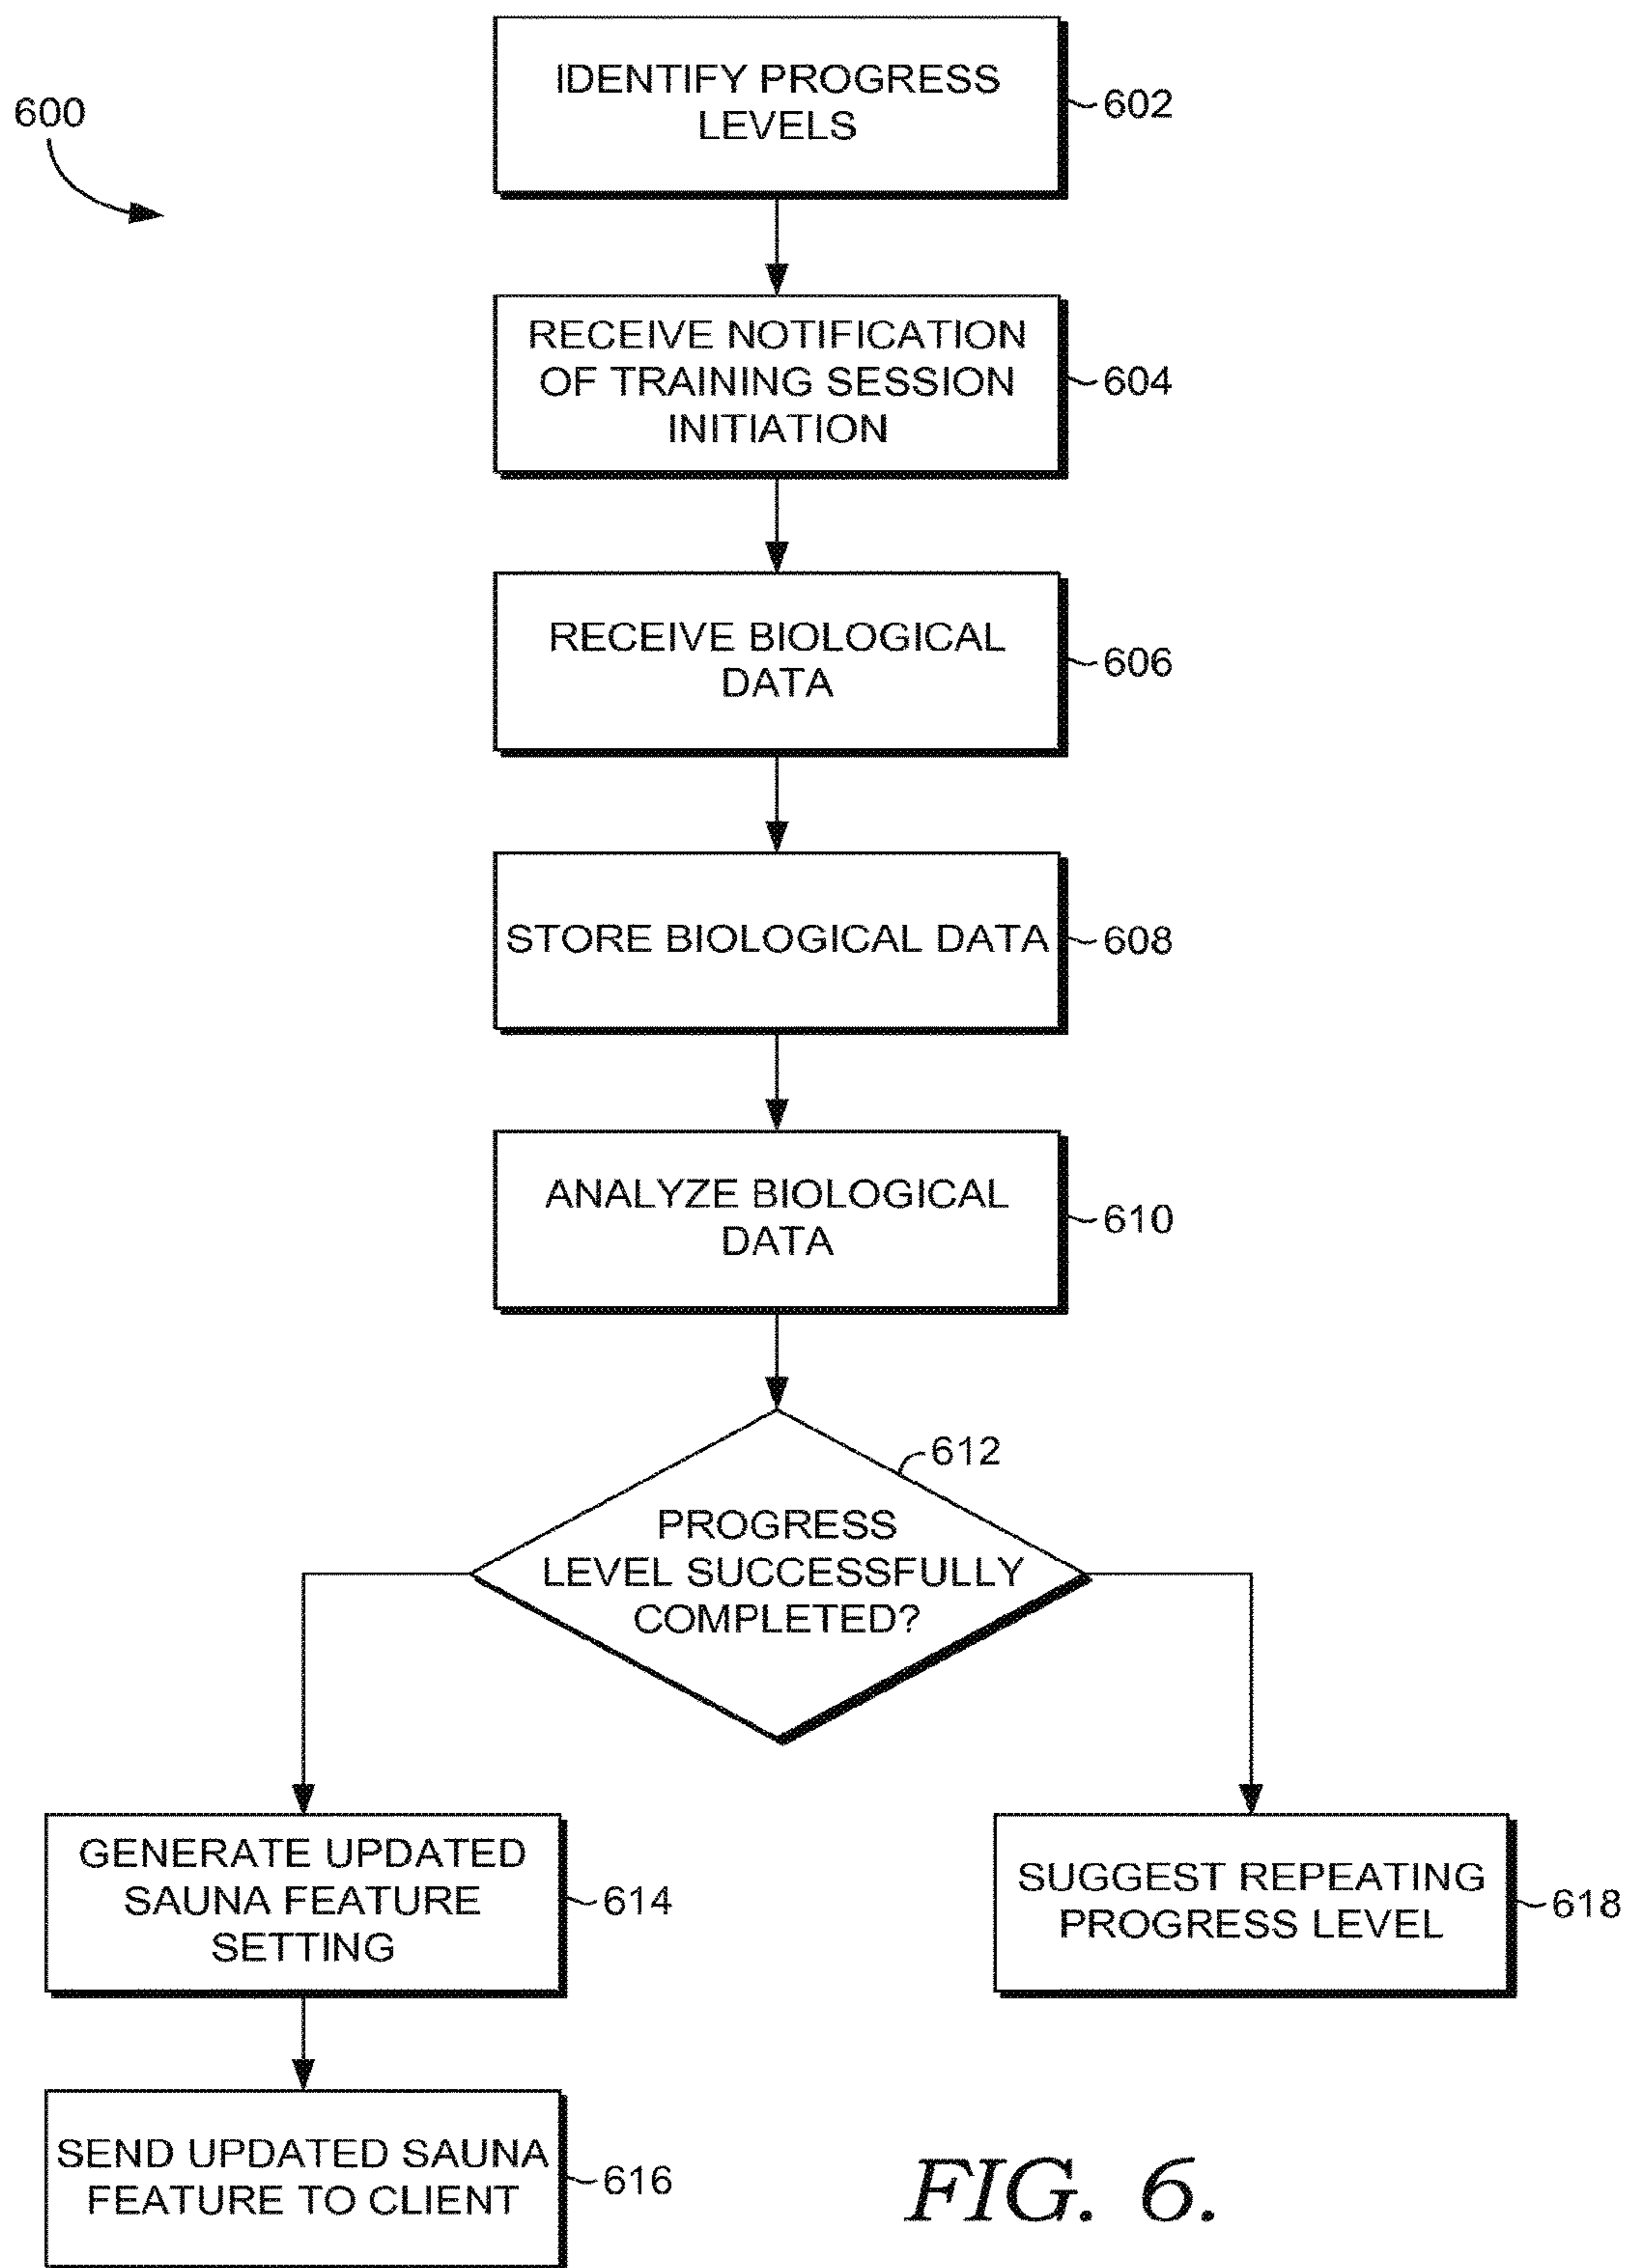 IDENTIFY PROGRESS
LEVELS
602
600
RECEIVE NOTIFICATION
OF TRAINING SESSION
INITIATION
604
RECEIVE BIOLOGICAL
DATA
606
STORE BIOLOGICAL DATA
608
ANALYZE BIOLOGICAL
DATA
610
612
PROGRESS
LEVEL SUCCESSFULLY
COMPLETED?
GENERATE UPDATED
SAUNA FEATURE
SETTING
614
SUGGEST REPEATING
PROGRESS LEVEL
618
SEND UPDATED SAUNA
FEATURE TO CLIENT
616
FIG. 6.